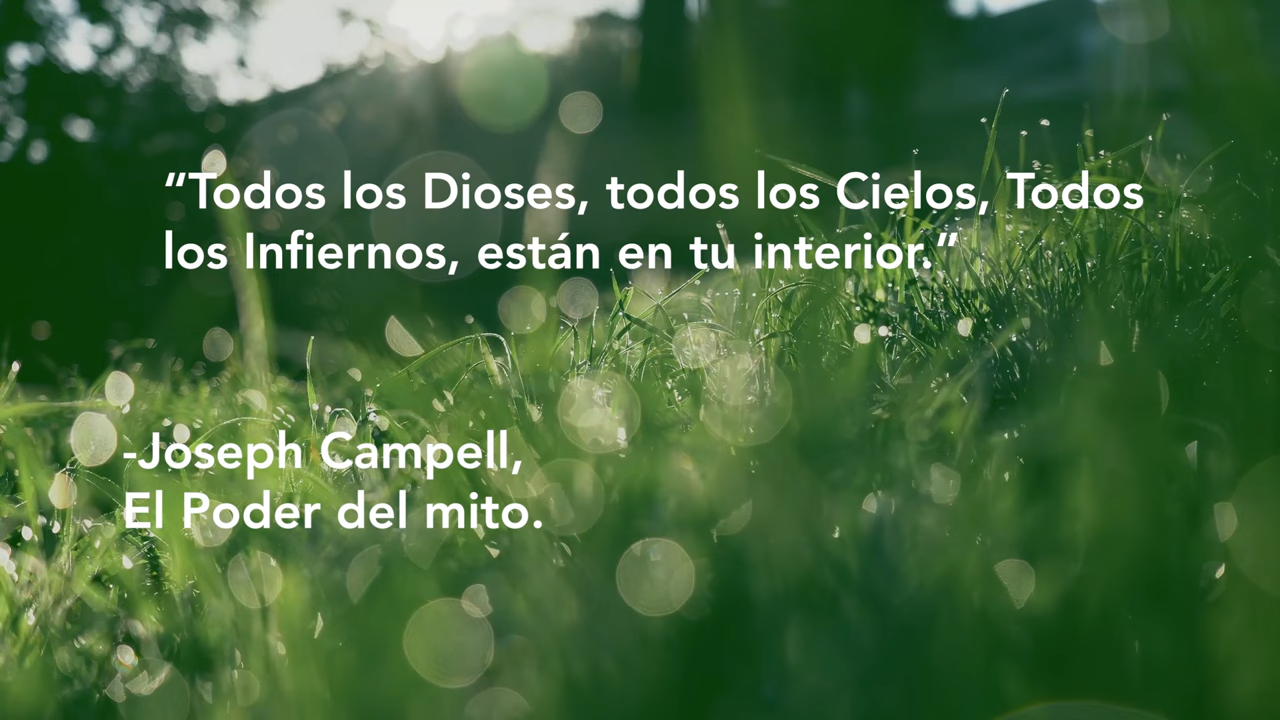 “Todos los Dioses, todos los Cielos, Todos
los Infiernos, están en tu interior.”
-Joseph Campell,
El Poder del mito.